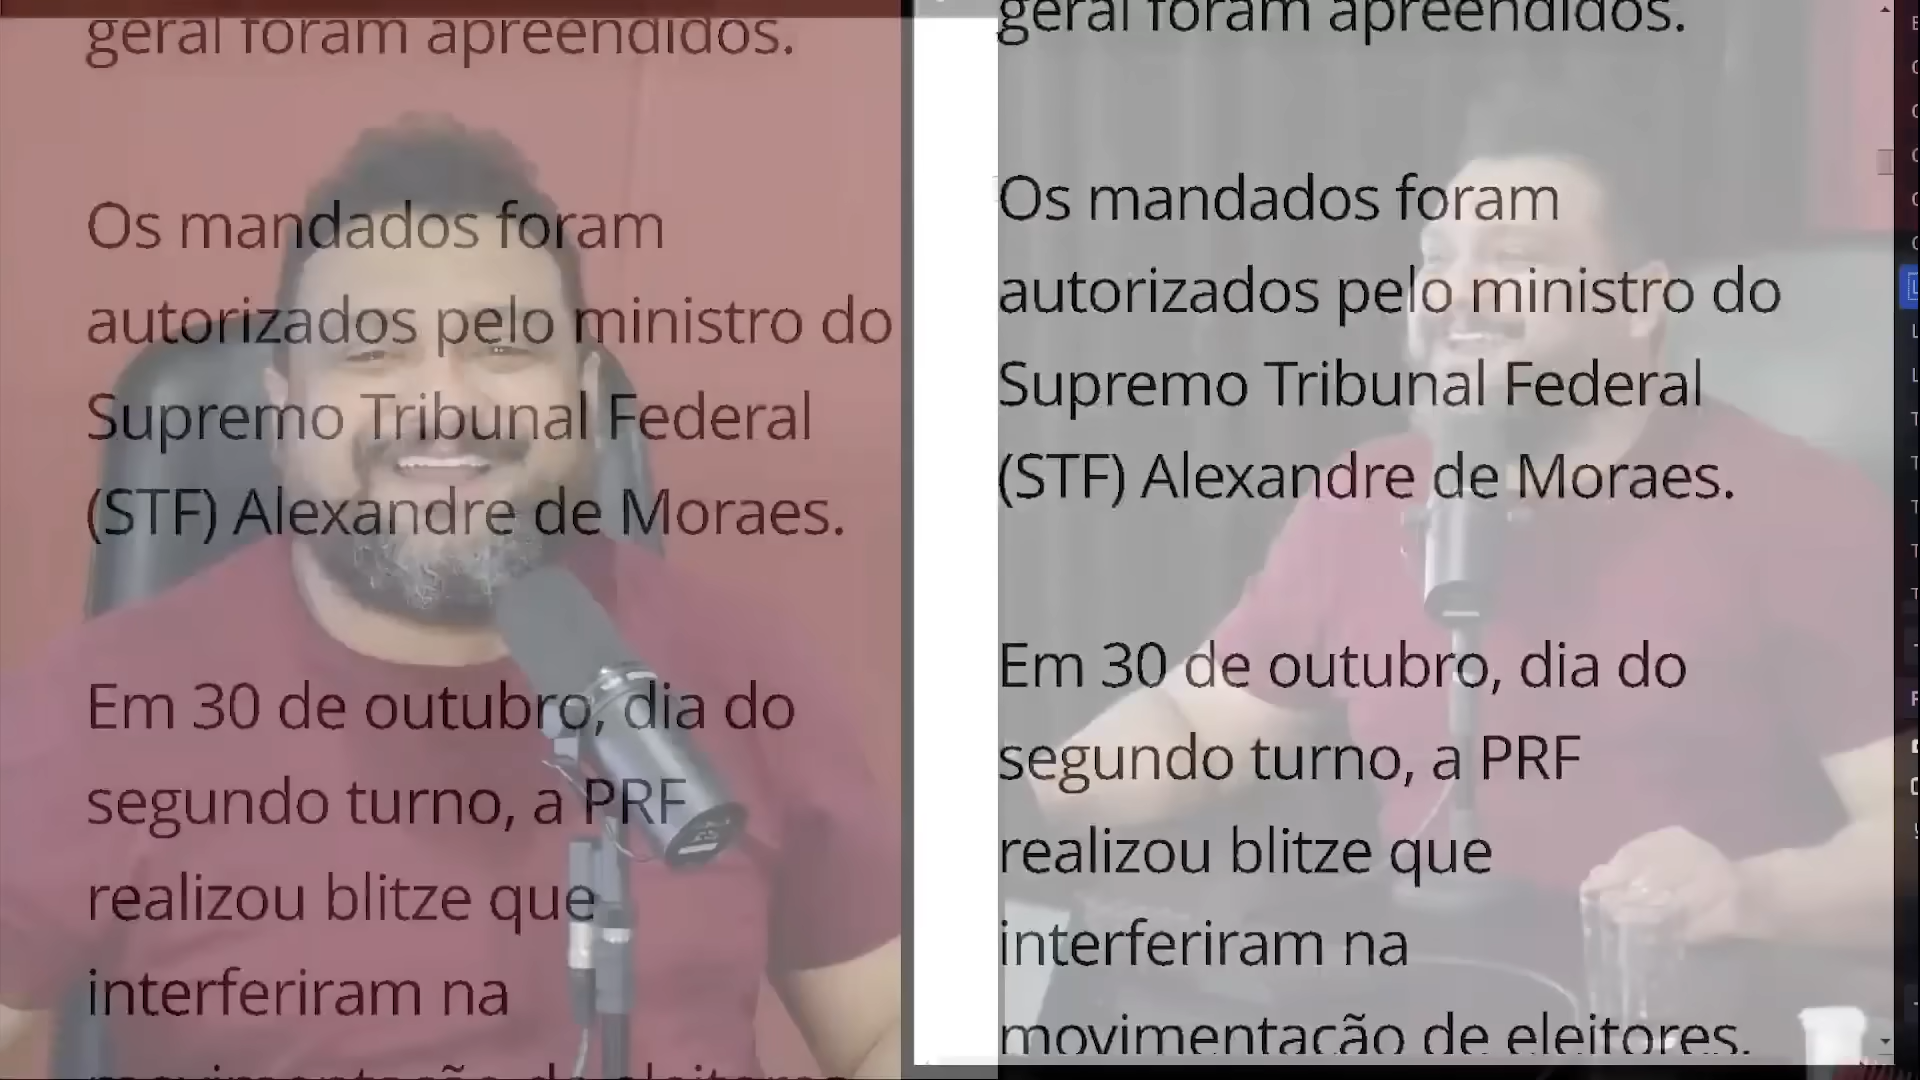 geral foram apreendidos.
Os mandados foram
autorizados pelo ministro do
Supremo Tribunal Federal
(STF) Alexandre de Moraes.
Em 30 de outubro, dia do
segundo turno, a PRF
realizou blitze que
interferiram na
movimentação de eleitores.
geral foram apreendidos.
Os mandados foram
autorizados pelo ministro do
Supremo Tribunal Federal
(STF) Alexandre de Moraes.
Em 30 de outubro, dia do
segundo turno, a PRF
realizou blitze que
interferiram na
movimentação de eleitores.